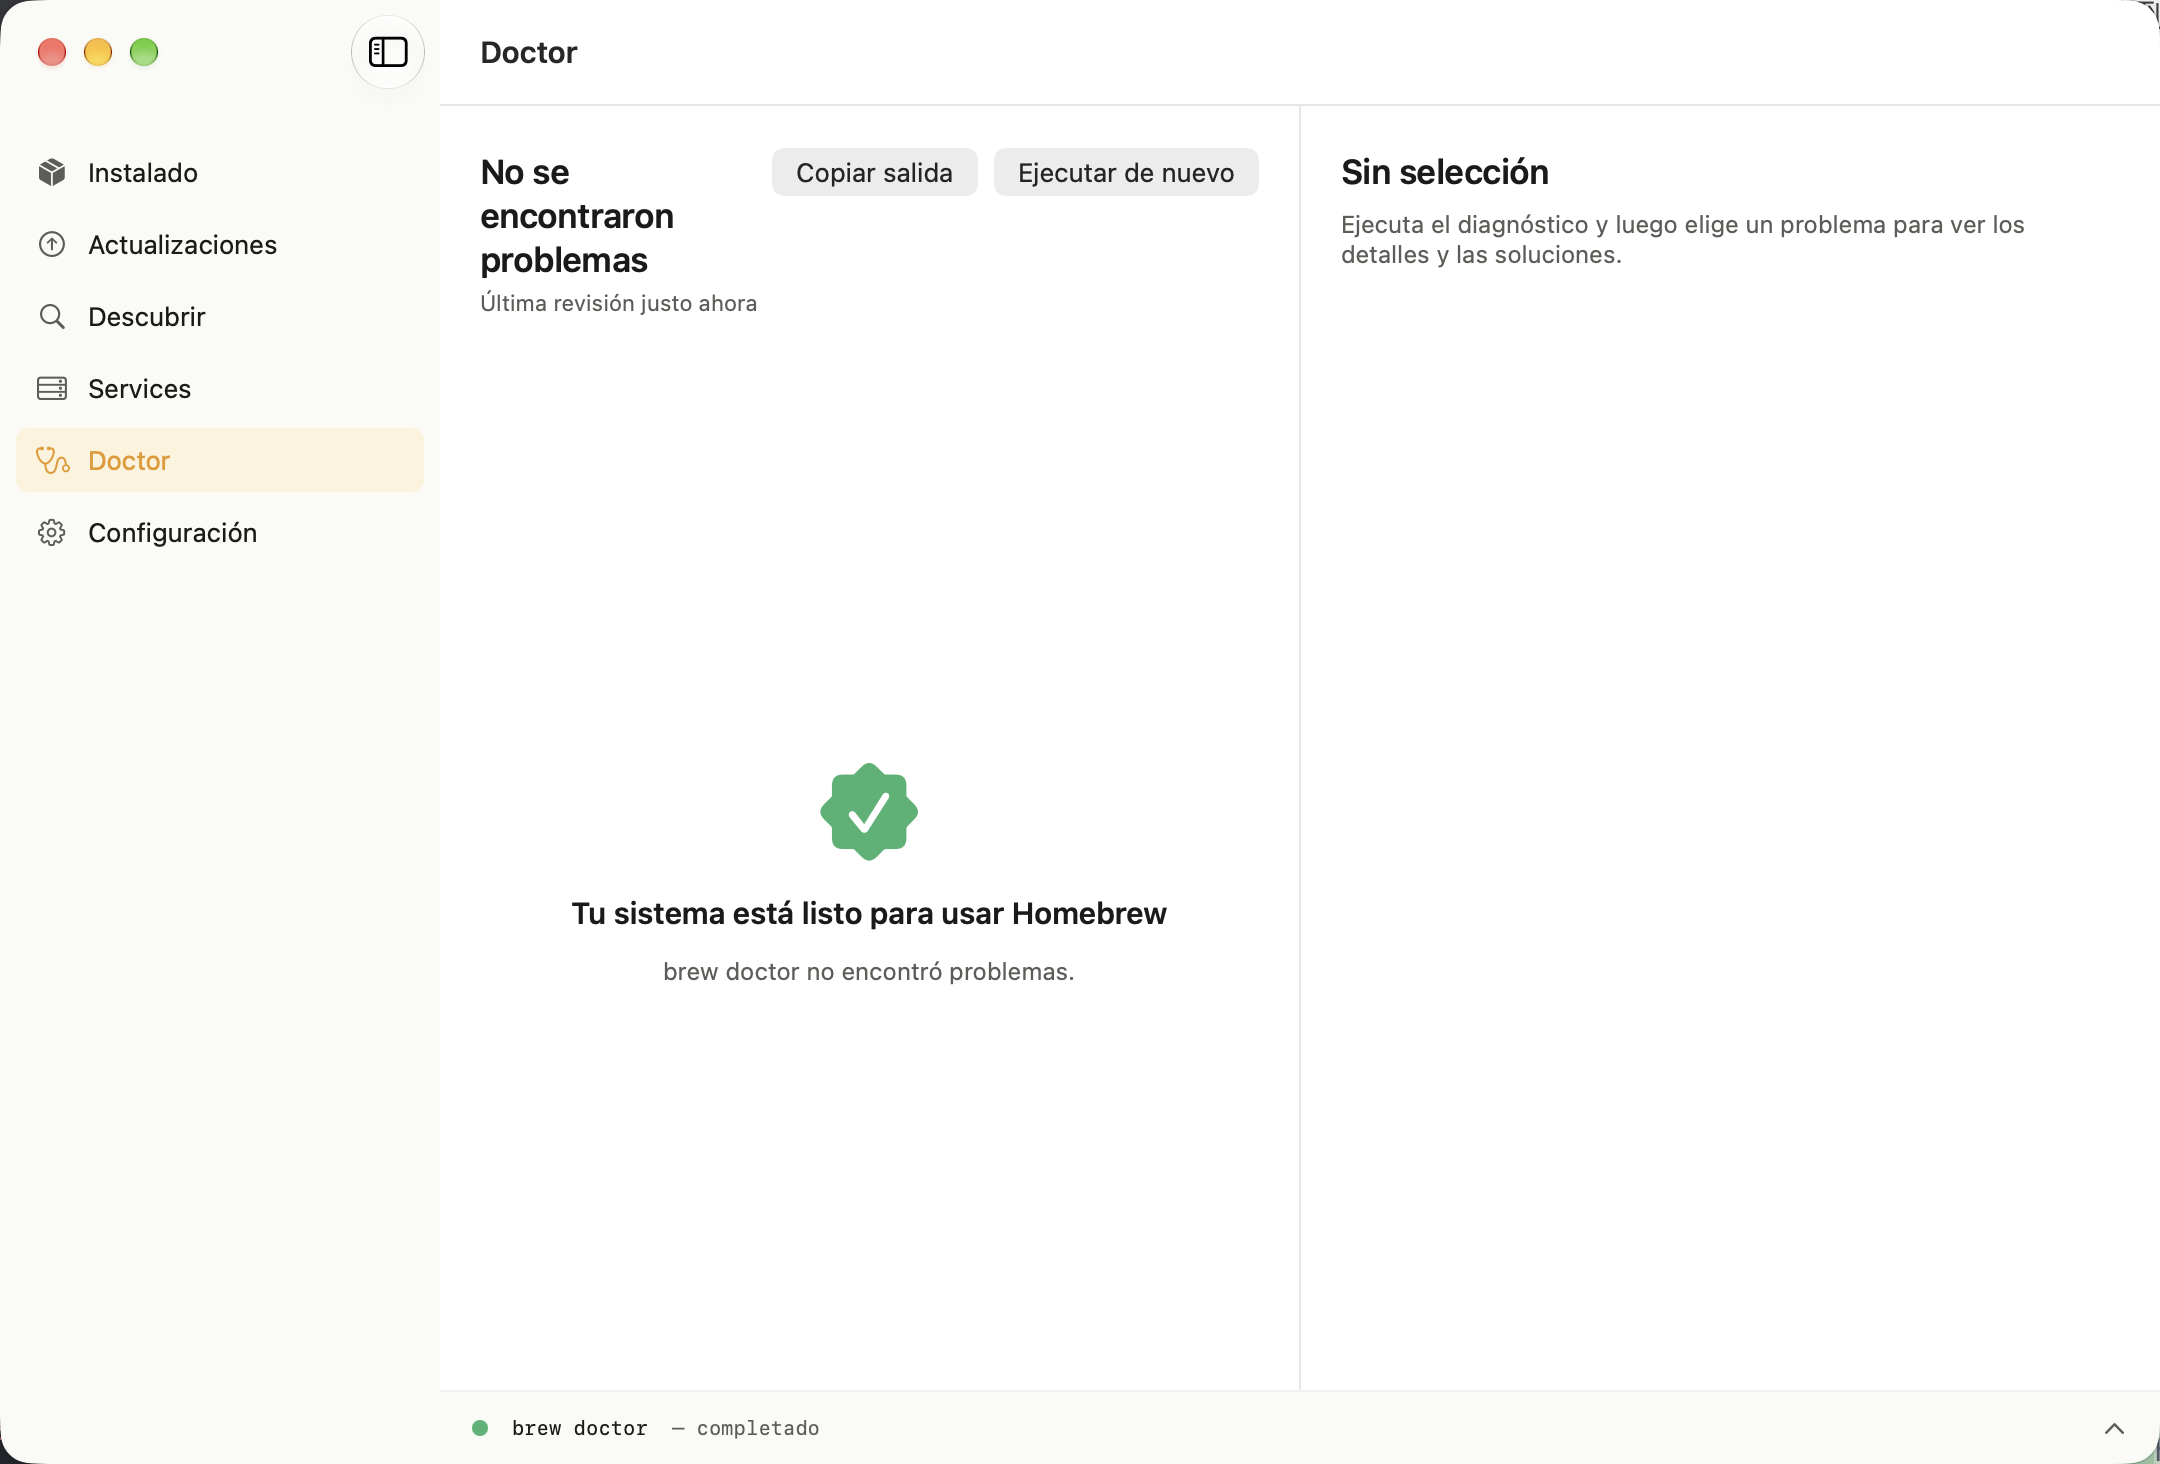 Doctor
Instalado
Actualizaciones
Descubrir
Services
Doctor
Configuración
No se
encontraron
problemas
Última revisión justo ahora
Copiar salida
Ejecutar de nuevo
Tu sistema está listo para usar Homebrew
brew doctor no encontró problemas.
Sin selección
Ejecuta el diagnóstico y luego elige un problema para ver los
detalles y las soluciones.
brew doctor — completado